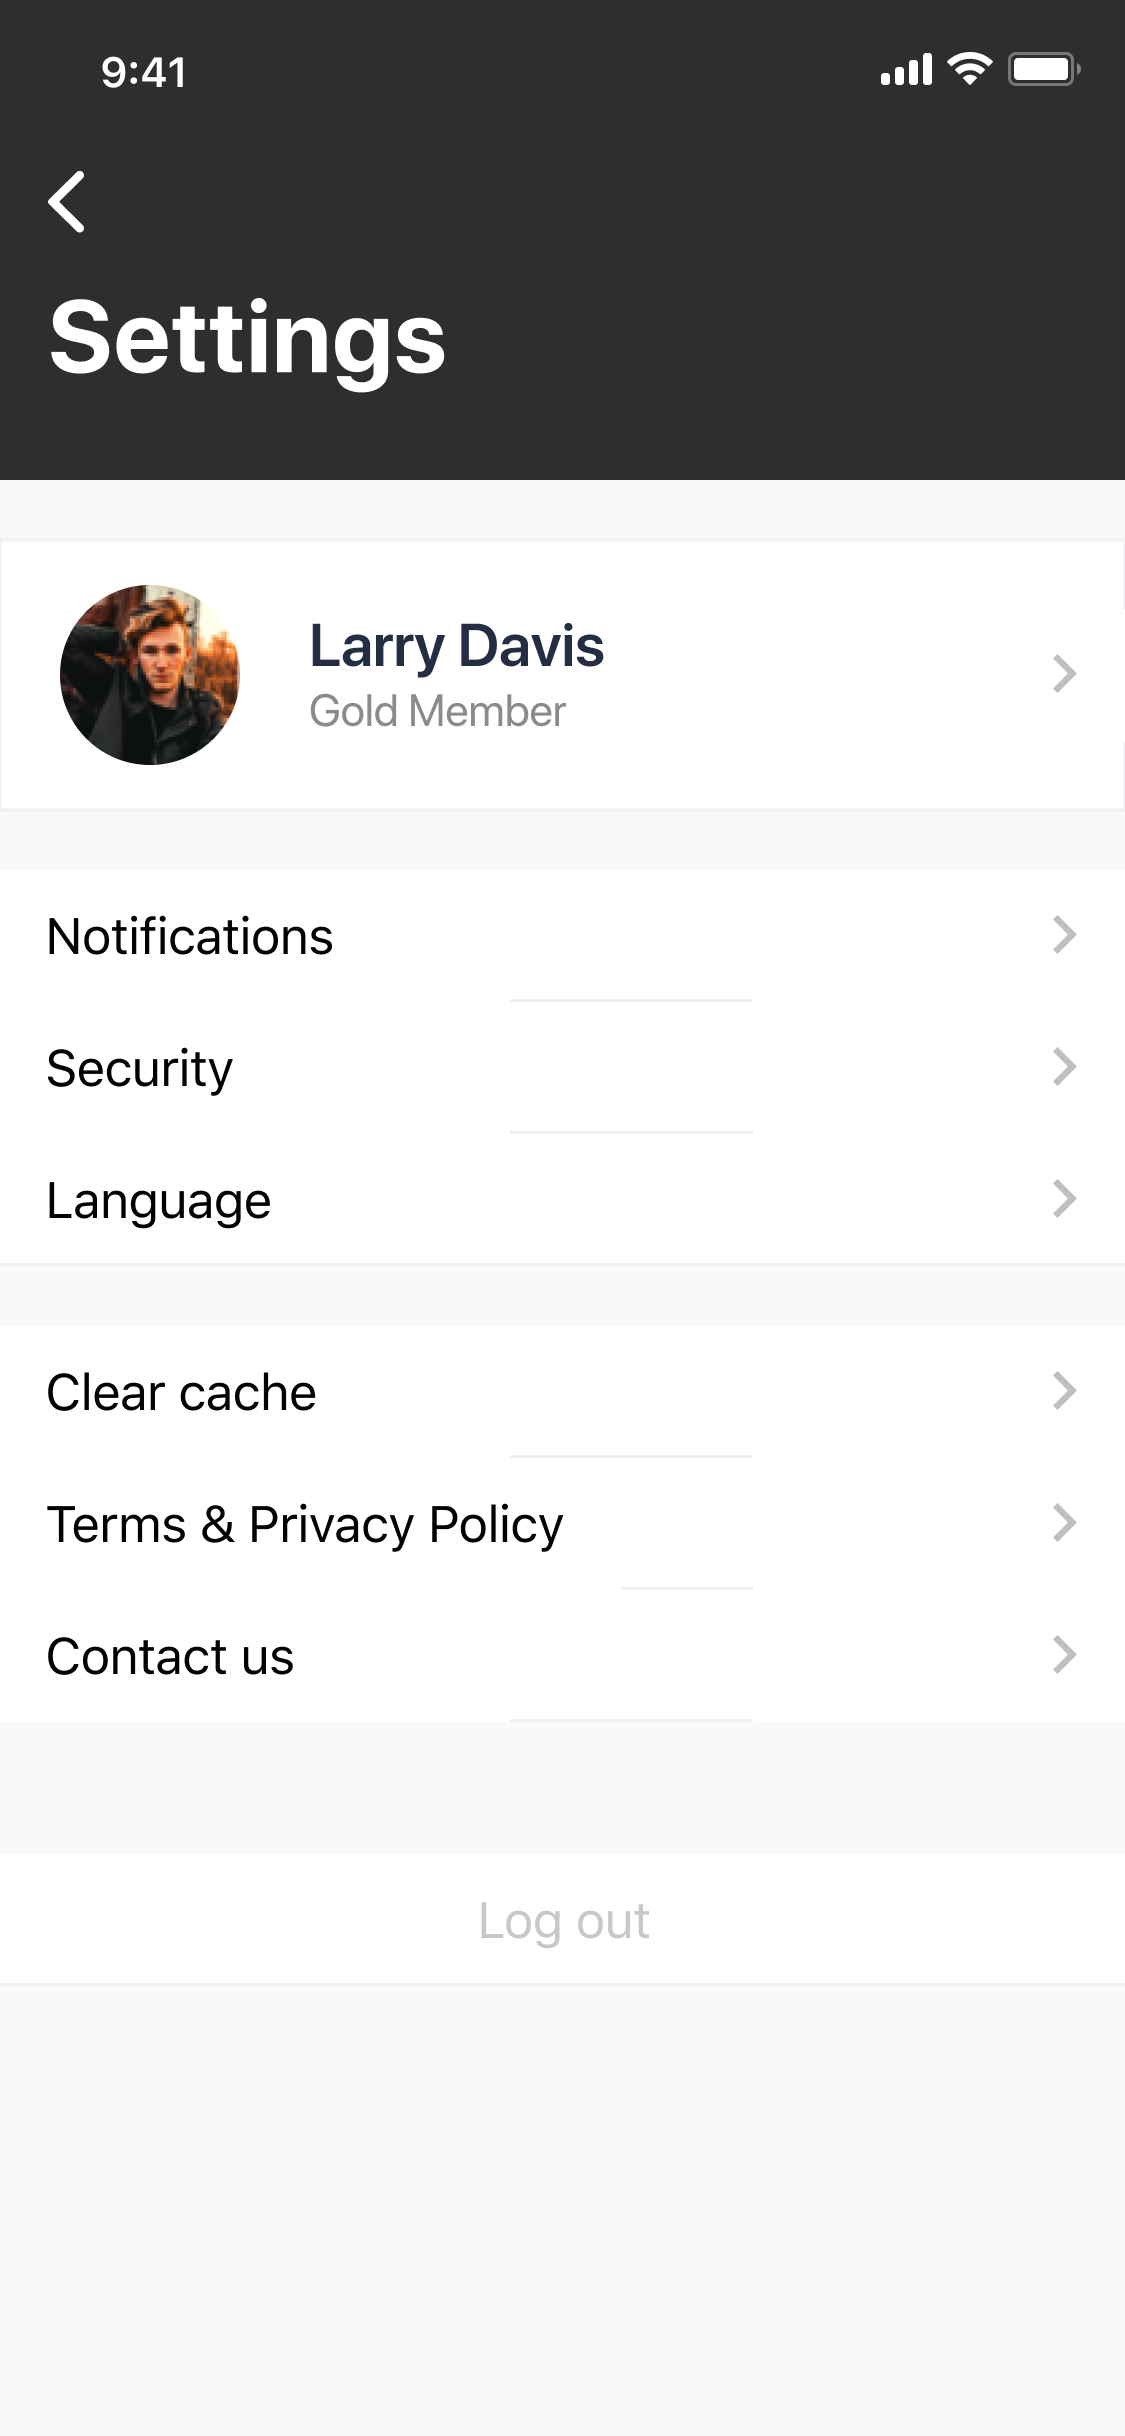 9:41
Settings
Larry Davis
Gold Member
Notifications
Security
Language
Clear cache
Terms & Privacy Policy
Contact us
Log out